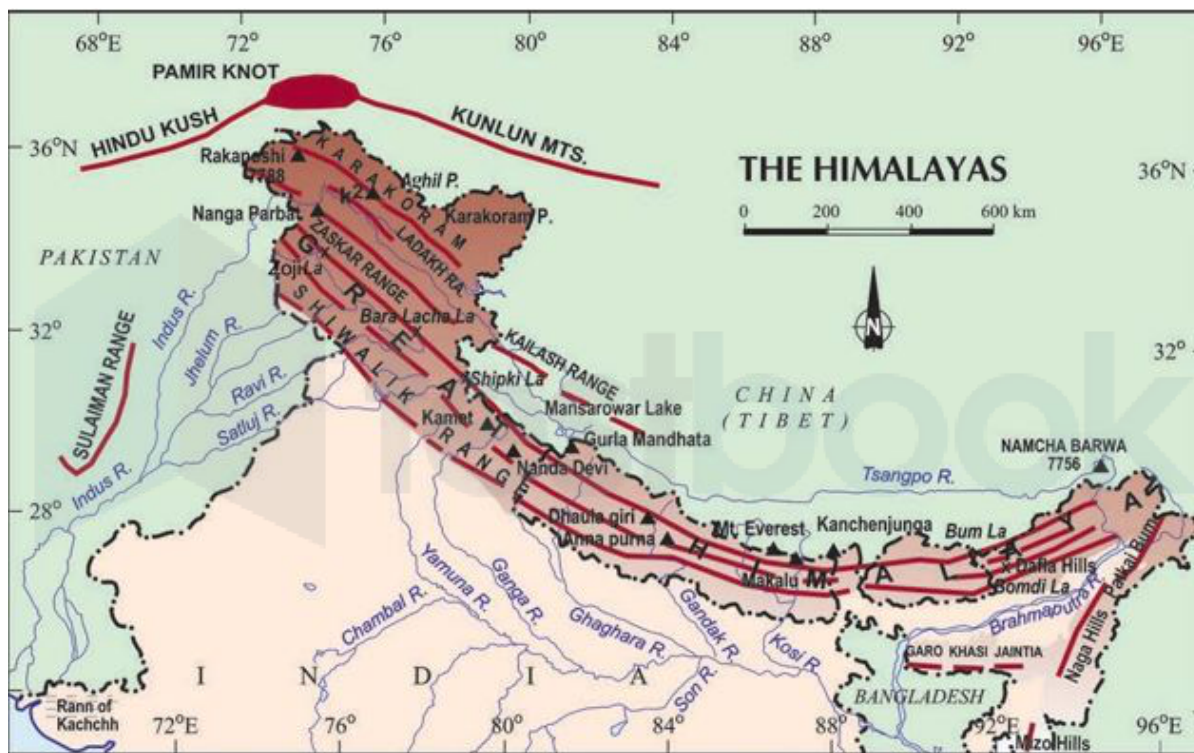 68°E 72° 76° 80° 84° 88° 92° 96°E
PAMIR KNOT
HINDU KUSH
KUNLUN MTS.
36°N
THE HIMALAYAS
36°N
0 200 400 600 km
Rakaposhi
7788
KARAKORAM
K2
Aghil P.
Karakoram P.
Nanga Parbat
LADAKH RA.
ZASKAR RANGE
PAKISTAN
Zoji La
GREAT HIMALAYA
SHIWALIK RANGE
Bara Lacha La
N
Indus R.
Jhelum R.
32°
32°
SULAIMAN RANGE
Ravi R.
Satluj R.
Shipki La
KAILASH RANGE
Mansarowar Lake
CHINA
(TIBET)
Kamet
Gurla Mandhata
Nanda Devi
NAMCHA BARWA
7756
Indus R.
Tsangpo R.
testbook
28°
28°
Dhaula giri
Anna purna
Mt. Everest
Kanchenjunga
Makalu
Bum La
Dafla Hills
Bomdi La
Patkai Bum
Brahmaputra R.
Naga Hills
Yamuna R.
Ganga R.
Chambal R.
Ghaghara R.
Gandak R.
Kosi R.
Son R.
GARO KHASI JAINTIA
INDIA
BANGLADESH
Rann of
Kachchh
Mizo Hills
72° 76° 80° 84° 88° 92°E 96°E